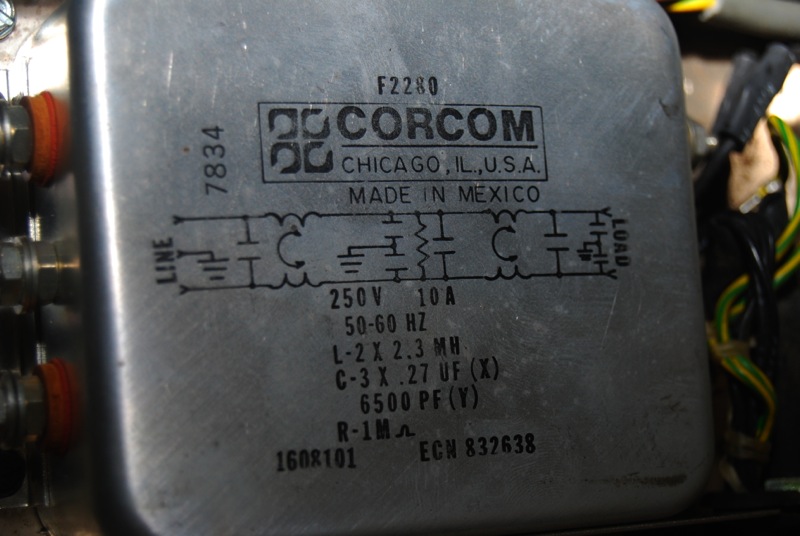 F2280
CORCOM
CHICAGO, IL., U.S.A.
7834
MADE IN MEXICO
LINE
LOAD
250V 10A
50-60 HZ
L-2 X 2.3 MH
C-3 X .27 UF (X)
6500 PF (Y)
R-1M Ω
1608101 ECN 832638